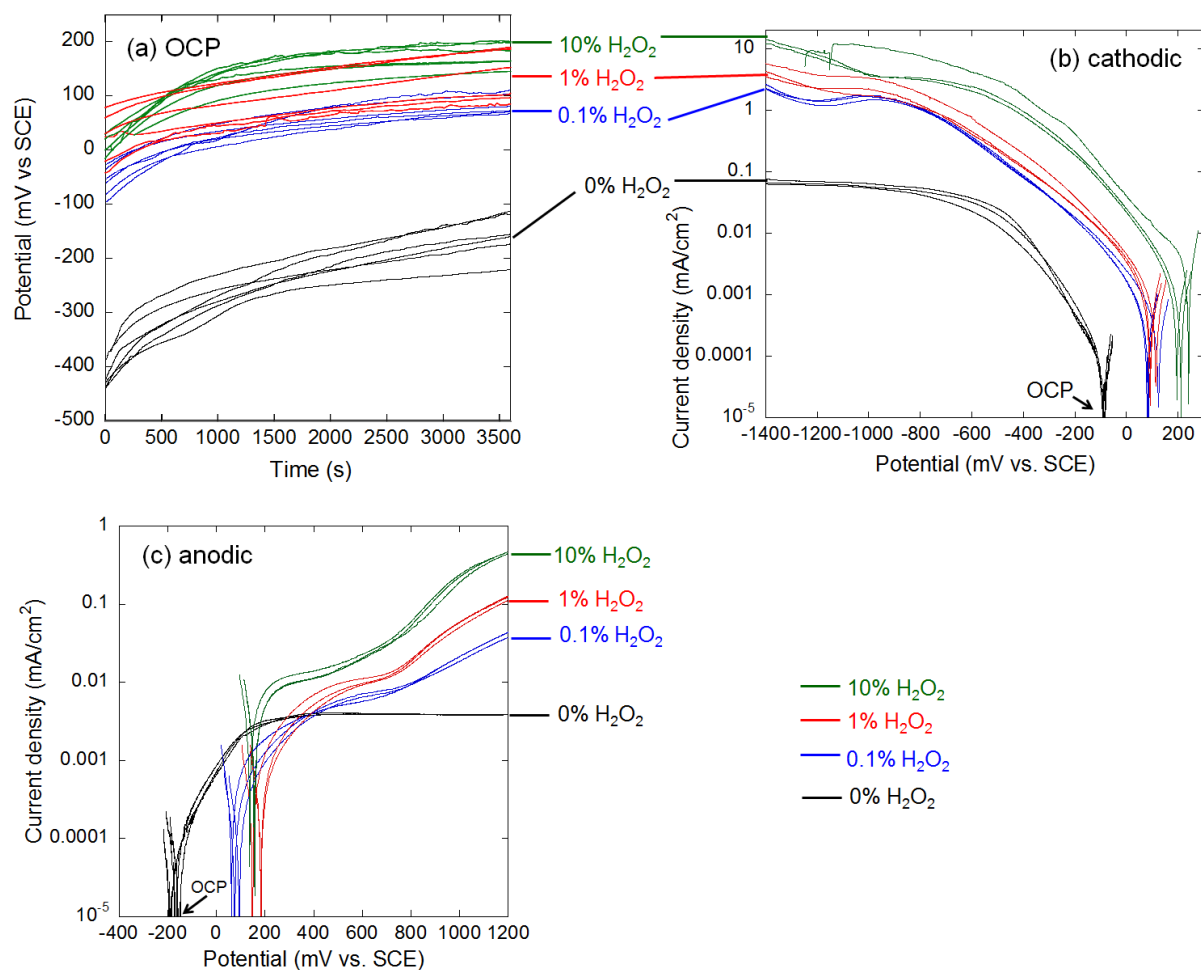 (a) OCP
Potential (mV vs SCE)
200
100
0
-100
-200
-300
-400
-500
0 500 1000 1500 2000 2500 3000 3500
Time (s)
10% H₂O₂
1% H₂O₂
0.1% H₂O₂
0% H₂O₂
(b) cathodic
Current density (mA/cm²)
10
1
0.1
0.01
0.001
0.0001
10⁻⁵
OCP
-1400 -1200 -1000 -800 -600 -400 -200 0 200
Potential (mV vs. SCE)
(c) anodic
Current density (mA/cm²)
1
0.1
0.01
0.001
0.0001
10⁻⁵
OCP
-400 -200 0 200 400 600 800 1000 1200
Potential (mV vs. SCE)
10% H₂O₂
1% H₂O₂
0.1% H₂O₂
0% H₂O₂
10% H₂O₂
1% H₂O₂
0.1% H₂O₂
0% H₂O₂